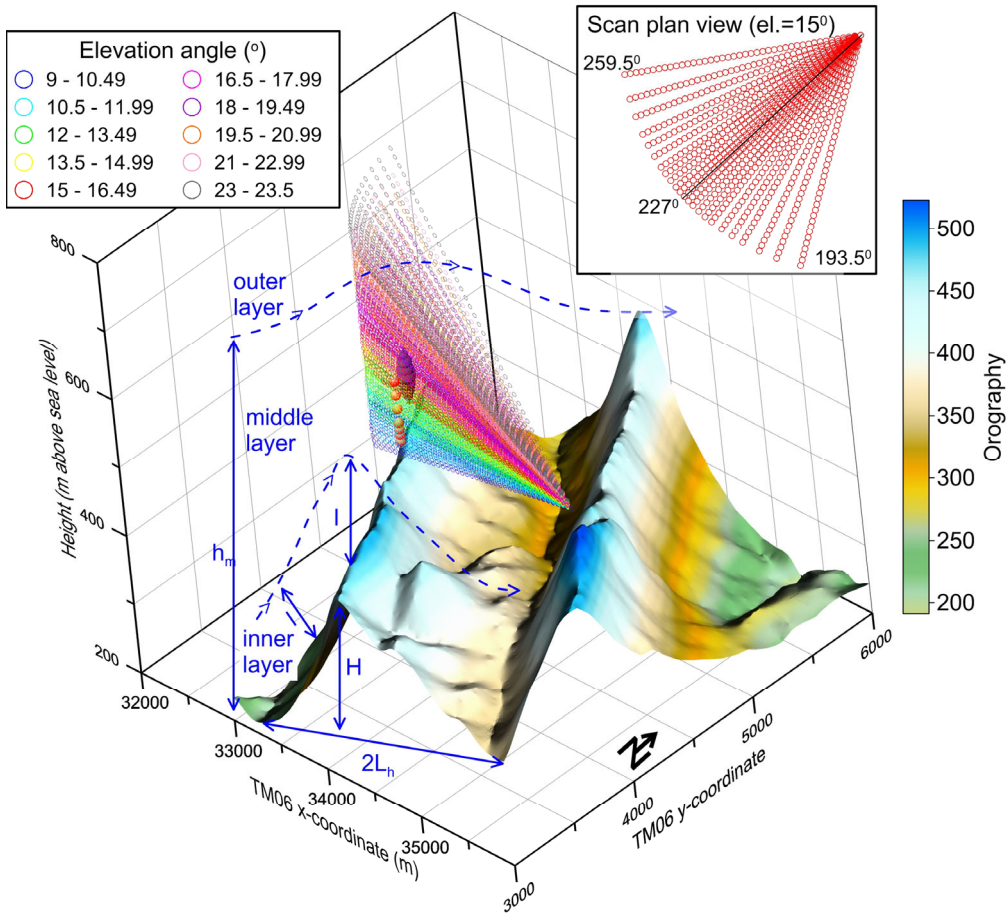 Elevation angle (º)
9 - 10.49
10.5 - 11.99
12 - 13.49
13.5 - 14.99
15 - 16.49
16.5 - 17.99
18 - 19.49
19.5 - 20.99
21 - 22.99
23 - 23.5
Scan plan view (el.=15⁰)
259.5⁰
227⁰
193.5⁰
800
600
400
200
Height (m above sea level)
outer
layer
middle
layer
inner
layer
hₘ
l
H
2Lₕ
32000
33000
34000
35000
TM06 x-coordinate (m)
3000
4000
5000
6000
TM06 y-coordinate
N
500
450
400
350
300
250
200
Orography